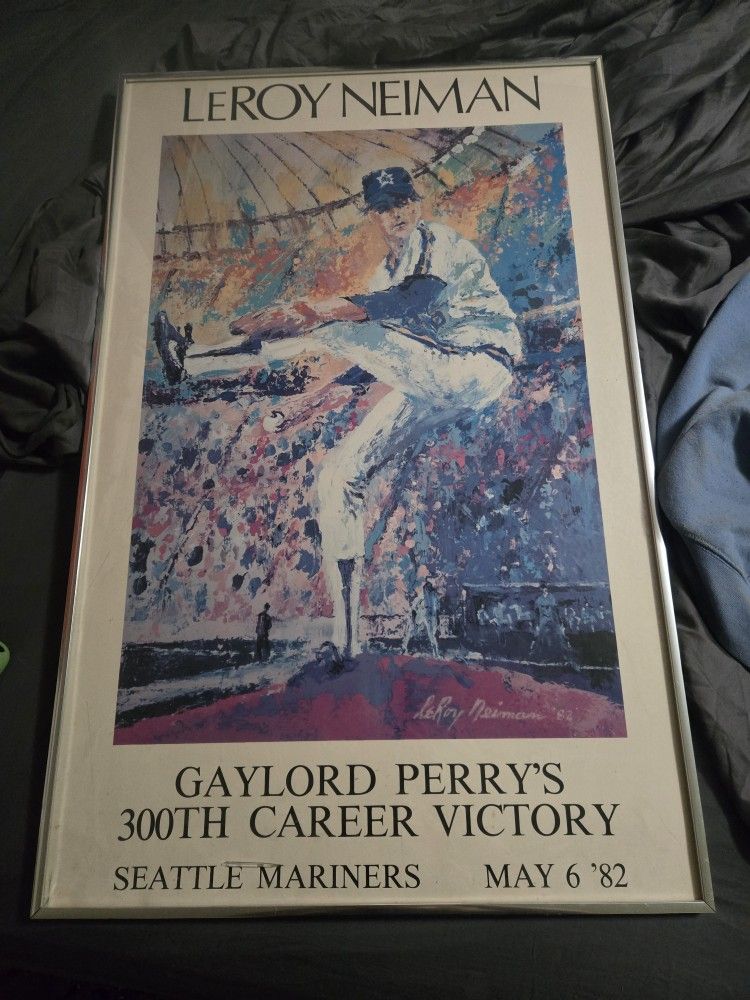 LEROY NEIMAN
LeRoy Neiman '82
GAYLORD PERRY'S
300TH CAREER VICTORY
SEATTLE MARINERS MAY 6 '82